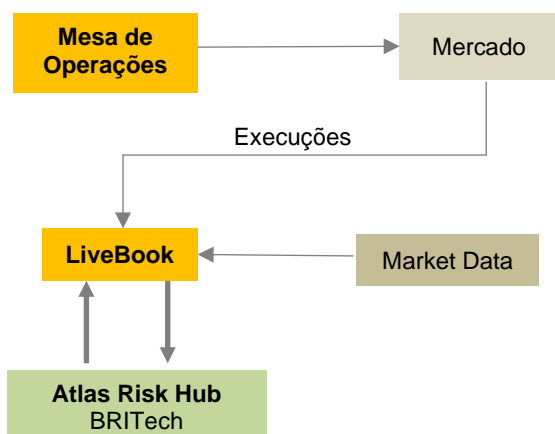 Mesa de
Operações
Mercado
Execuções
LiveBook
Market Data
Atlas Risk Hub
BRITech